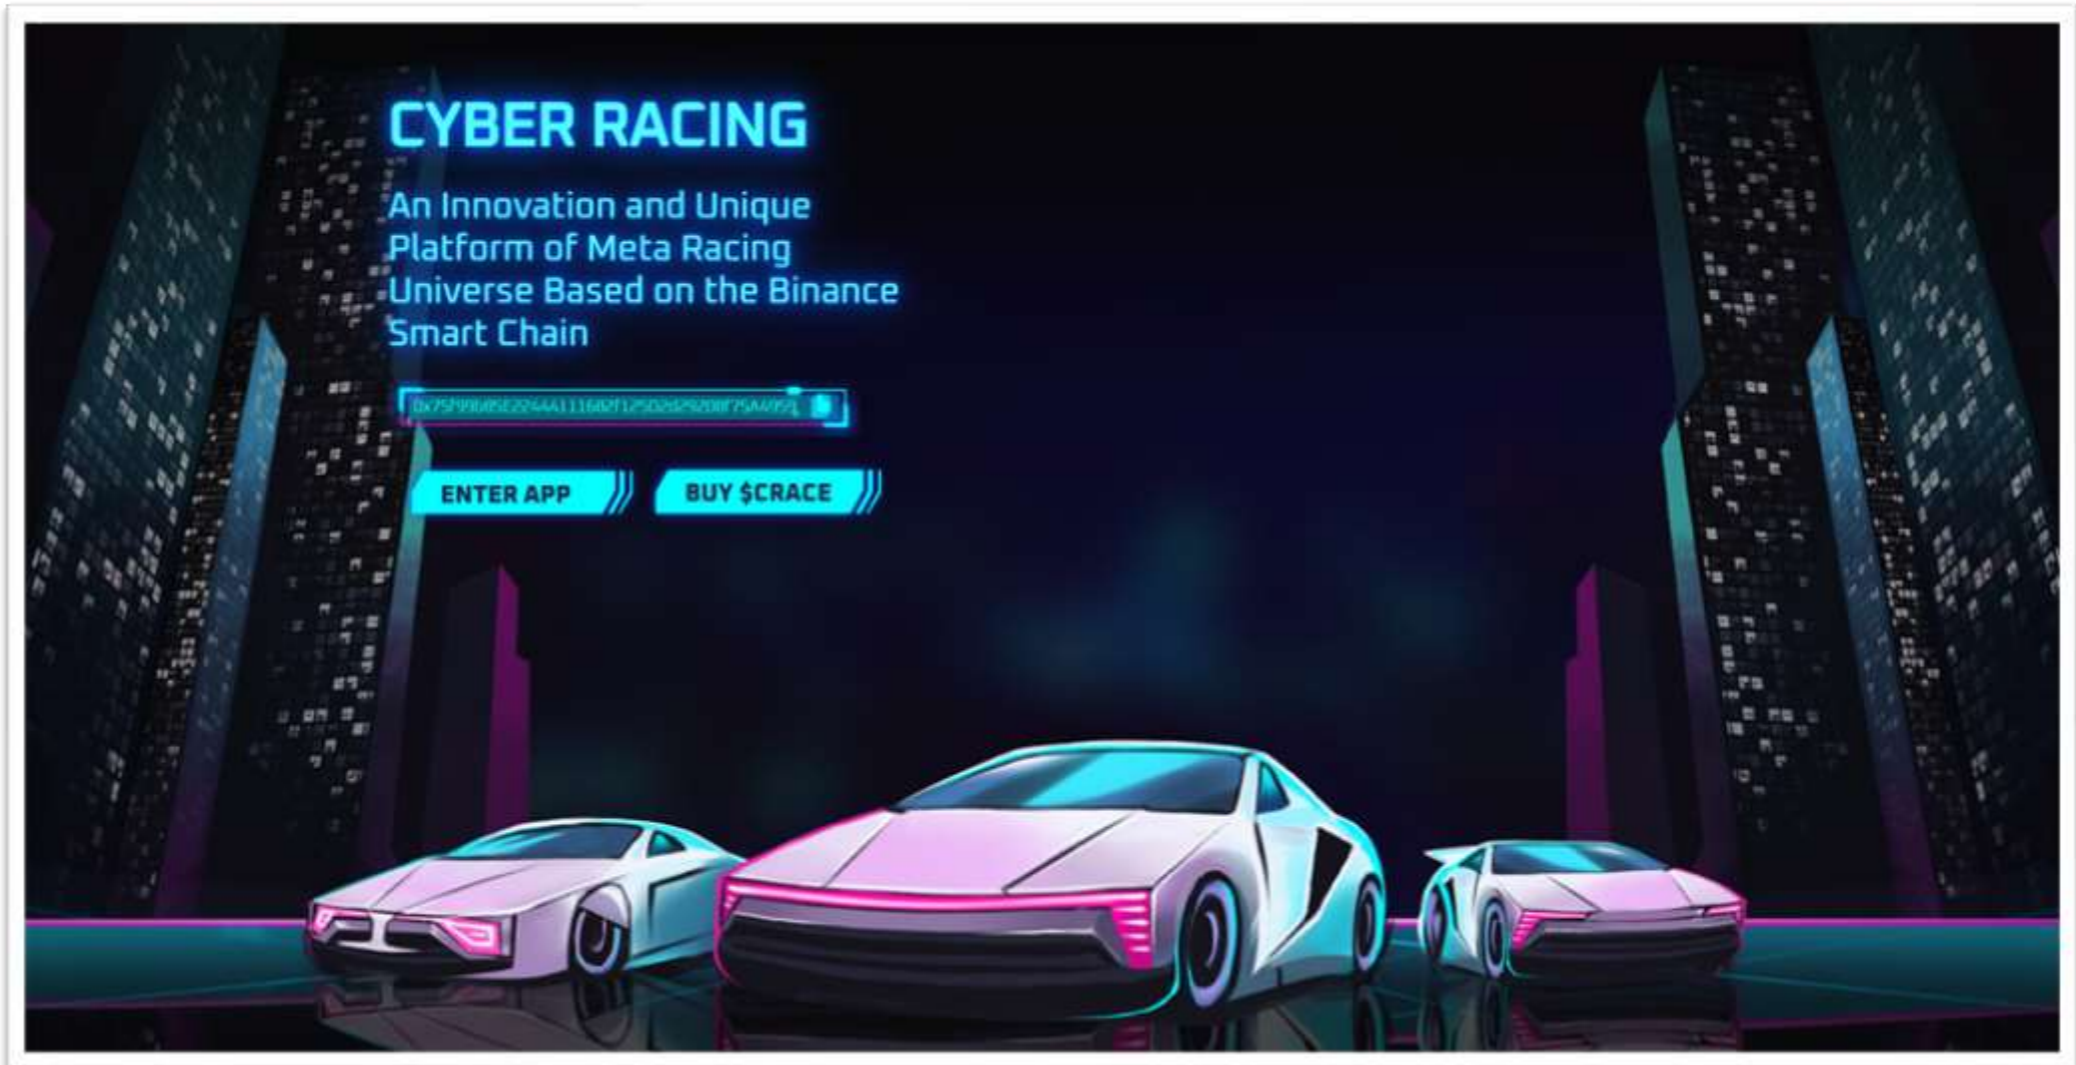 CYBER RACING
An Innovation and Unique
Platform of Meta Racing
Universe Based on the Binance
Smart Chain
ENTER APP
BUY $CRACE